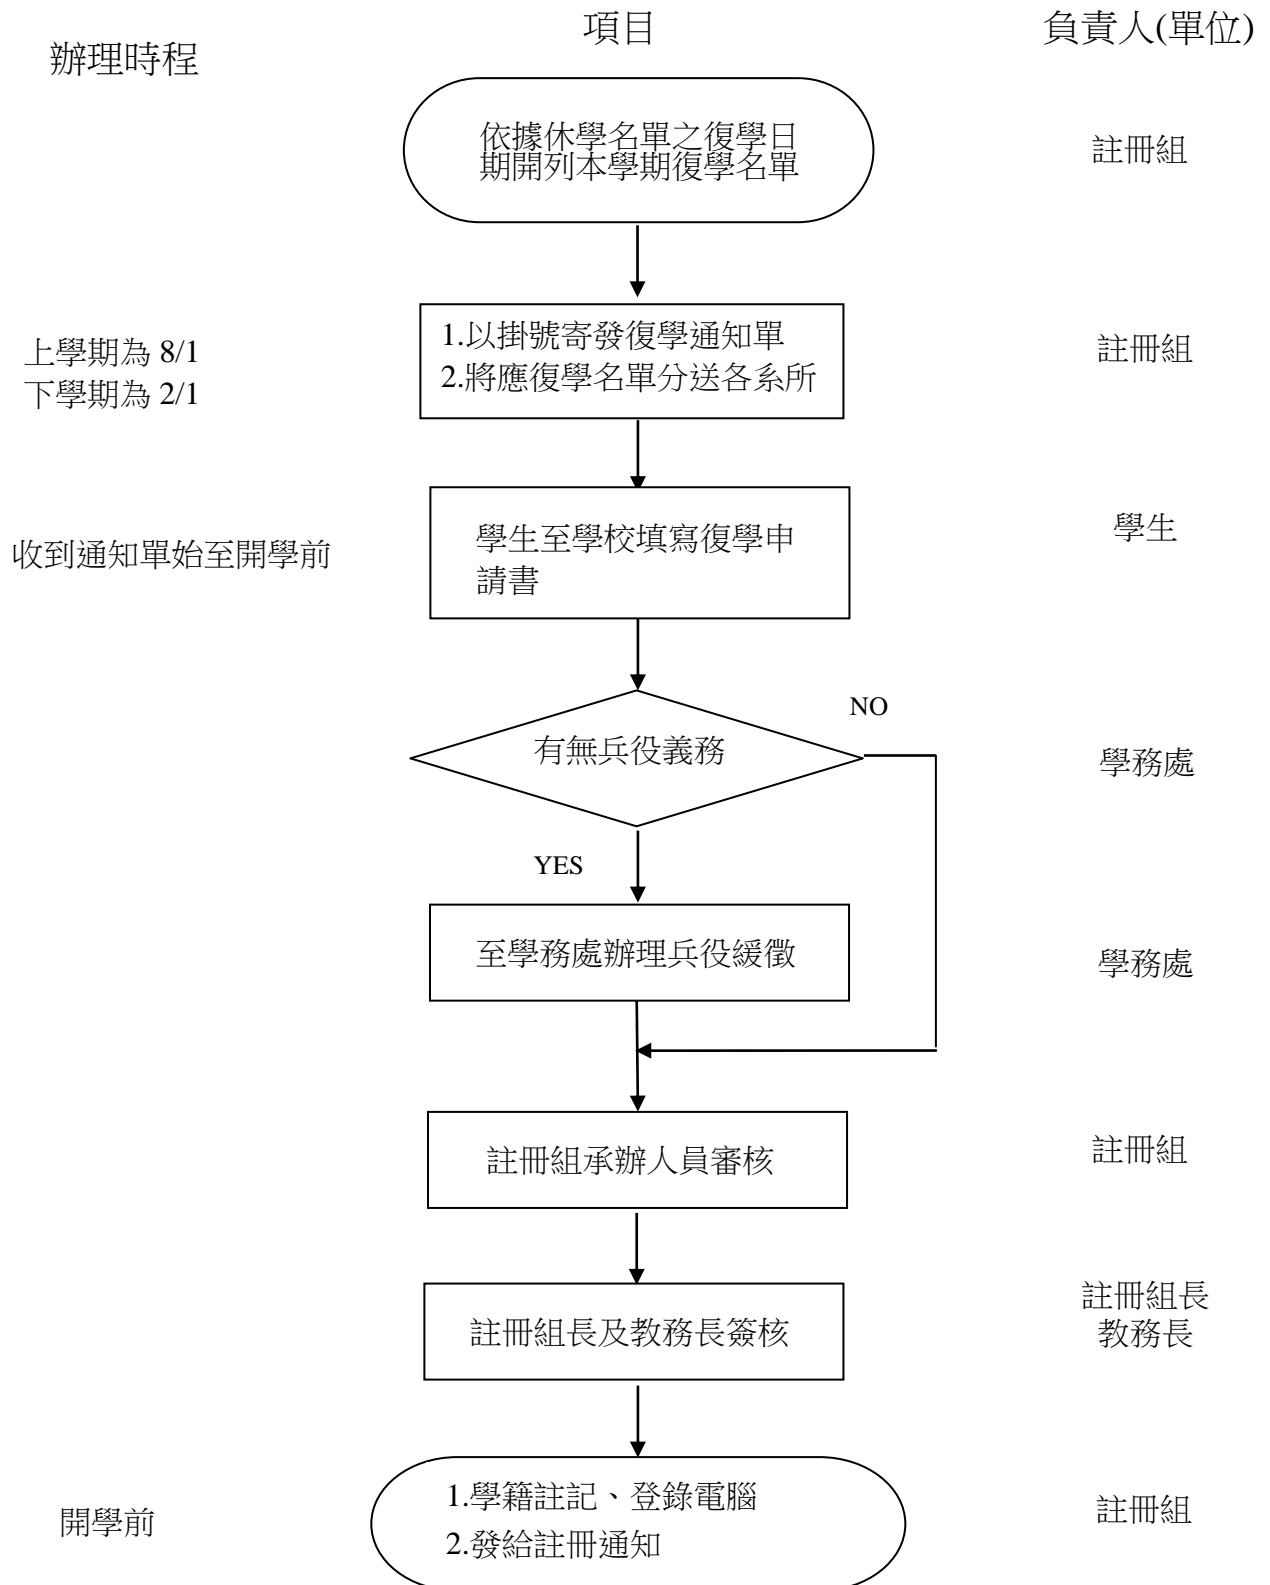 辦理時程
項目
負責人(單位)
依據休學名單之復學日
期開列本學期復學名單
註冊組
上學期為 8/1
下學期為 2/1
1.以掛號寄發復學通知單
2.將應復學名單分送各系所
註冊組
收到通知單始至開學前
學生至學校填寫復學申
請書
學生
有無兵役義務
NO
學務處
YES
至學務處辦理兵役緩徵
學務處
註冊組承辦人員審核
註冊組
註冊組長及教務長簽核
註冊組長
教務長
開學前
1.學籍註記、登錄電腦
2.發給註冊通知
註冊組